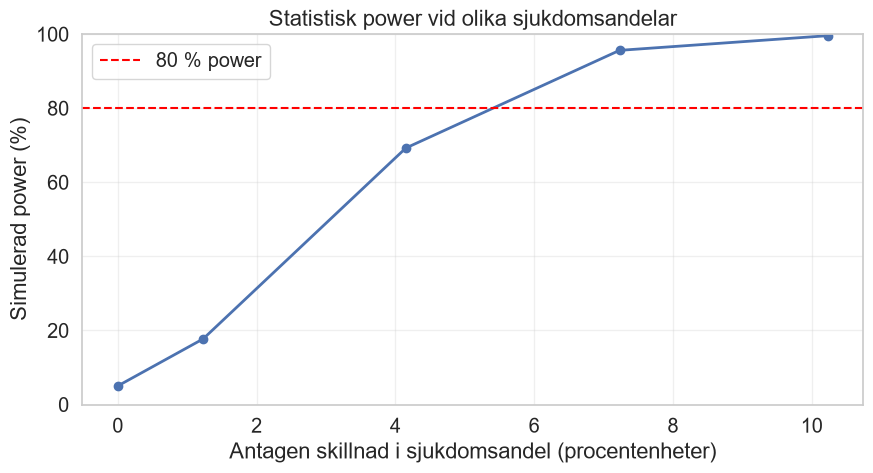 Statistisk power vid olika sjukdomsandelar
80 % power
Simulerad power (%)
100
80
60
40
20
0
0 2 4 6 8 10
Antagen skillnad i sjukdomsandel (procentenheter)